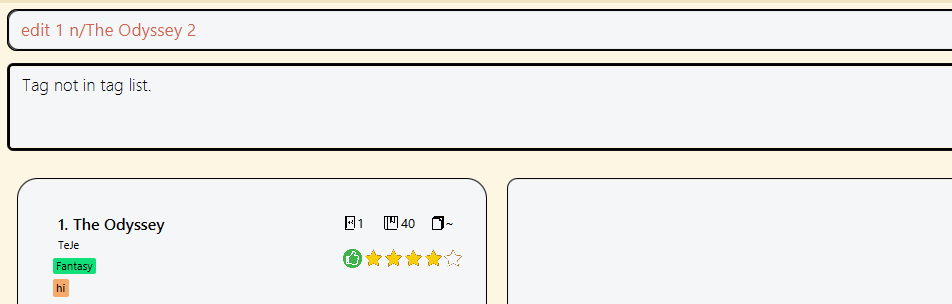 edit 1 n/The Odyssey 2
Tag not in tag list.
1. The Odyssey 1 40 ~
TeJe
Fantasy
hi